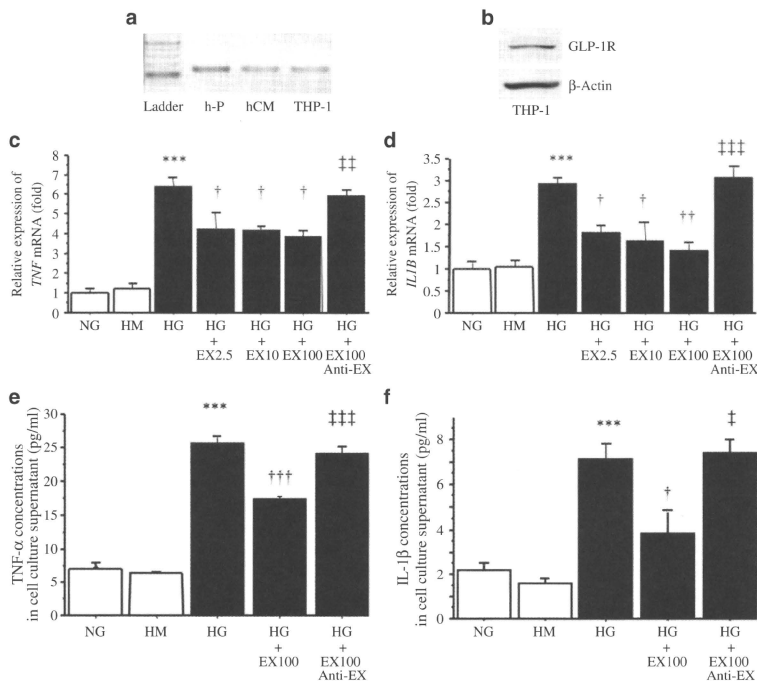 a
Ladder h-P hCM THP-1
b
GLP-1R
β-Actin
THP-1
c
Relative expression of
TNF mRNA (fold)
8
7
6
5
4
3
2
1
0
***
†
†
†
‡‡
NG HM HG HG HG HG HG
+ + + +
EX2.5 EX10 EX100 EX100
Anti-EX
d
Relative expression of
IL1B mRNA (fold)
3.5
3
2.5
2
1.5
1
0.5
0
***
†
†
††
‡‡‡
NG HM HG HG HG HG HG
+ + + +
EX2.5 EX10 EX100 EX100
Anti-EX
e
TNF-α concentrations
in cell culture supernatant (pg/ml)
30
25
20
15
10
5
0
***
†††
‡‡‡
NG HM HG HG HG
+ +
EX100 EX100
Anti-EX
f
IL-1β concentrations
in cell culture supernatant (pg/ml)
8
6
4
2
0
***
†
‡
NG HM HG HG HG
+ +
EX100 EX100
Anti-EX